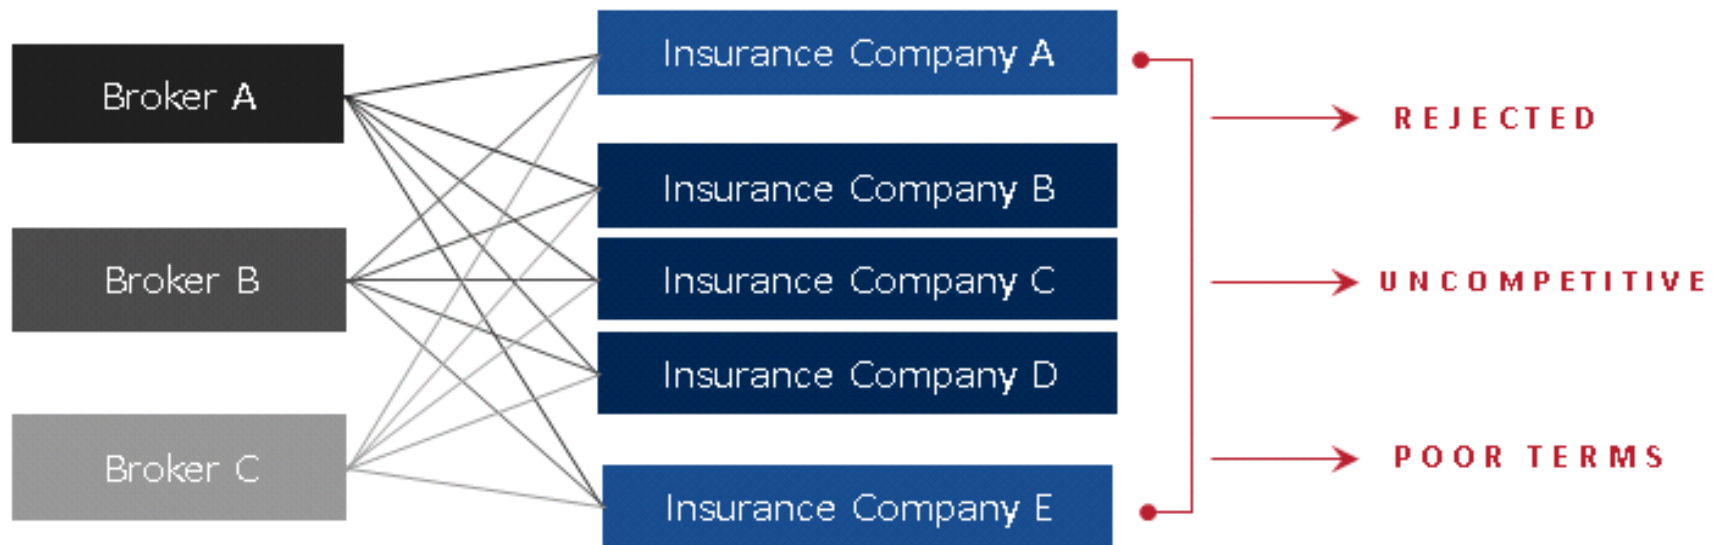 Broker A
Broker B
Broker C
Insurance Company A
Insurance Company B
Insurance Company C
Insurance Company D
Insurance Company E
REJECTED
UNCOMPETITIVE
POOR TERMS